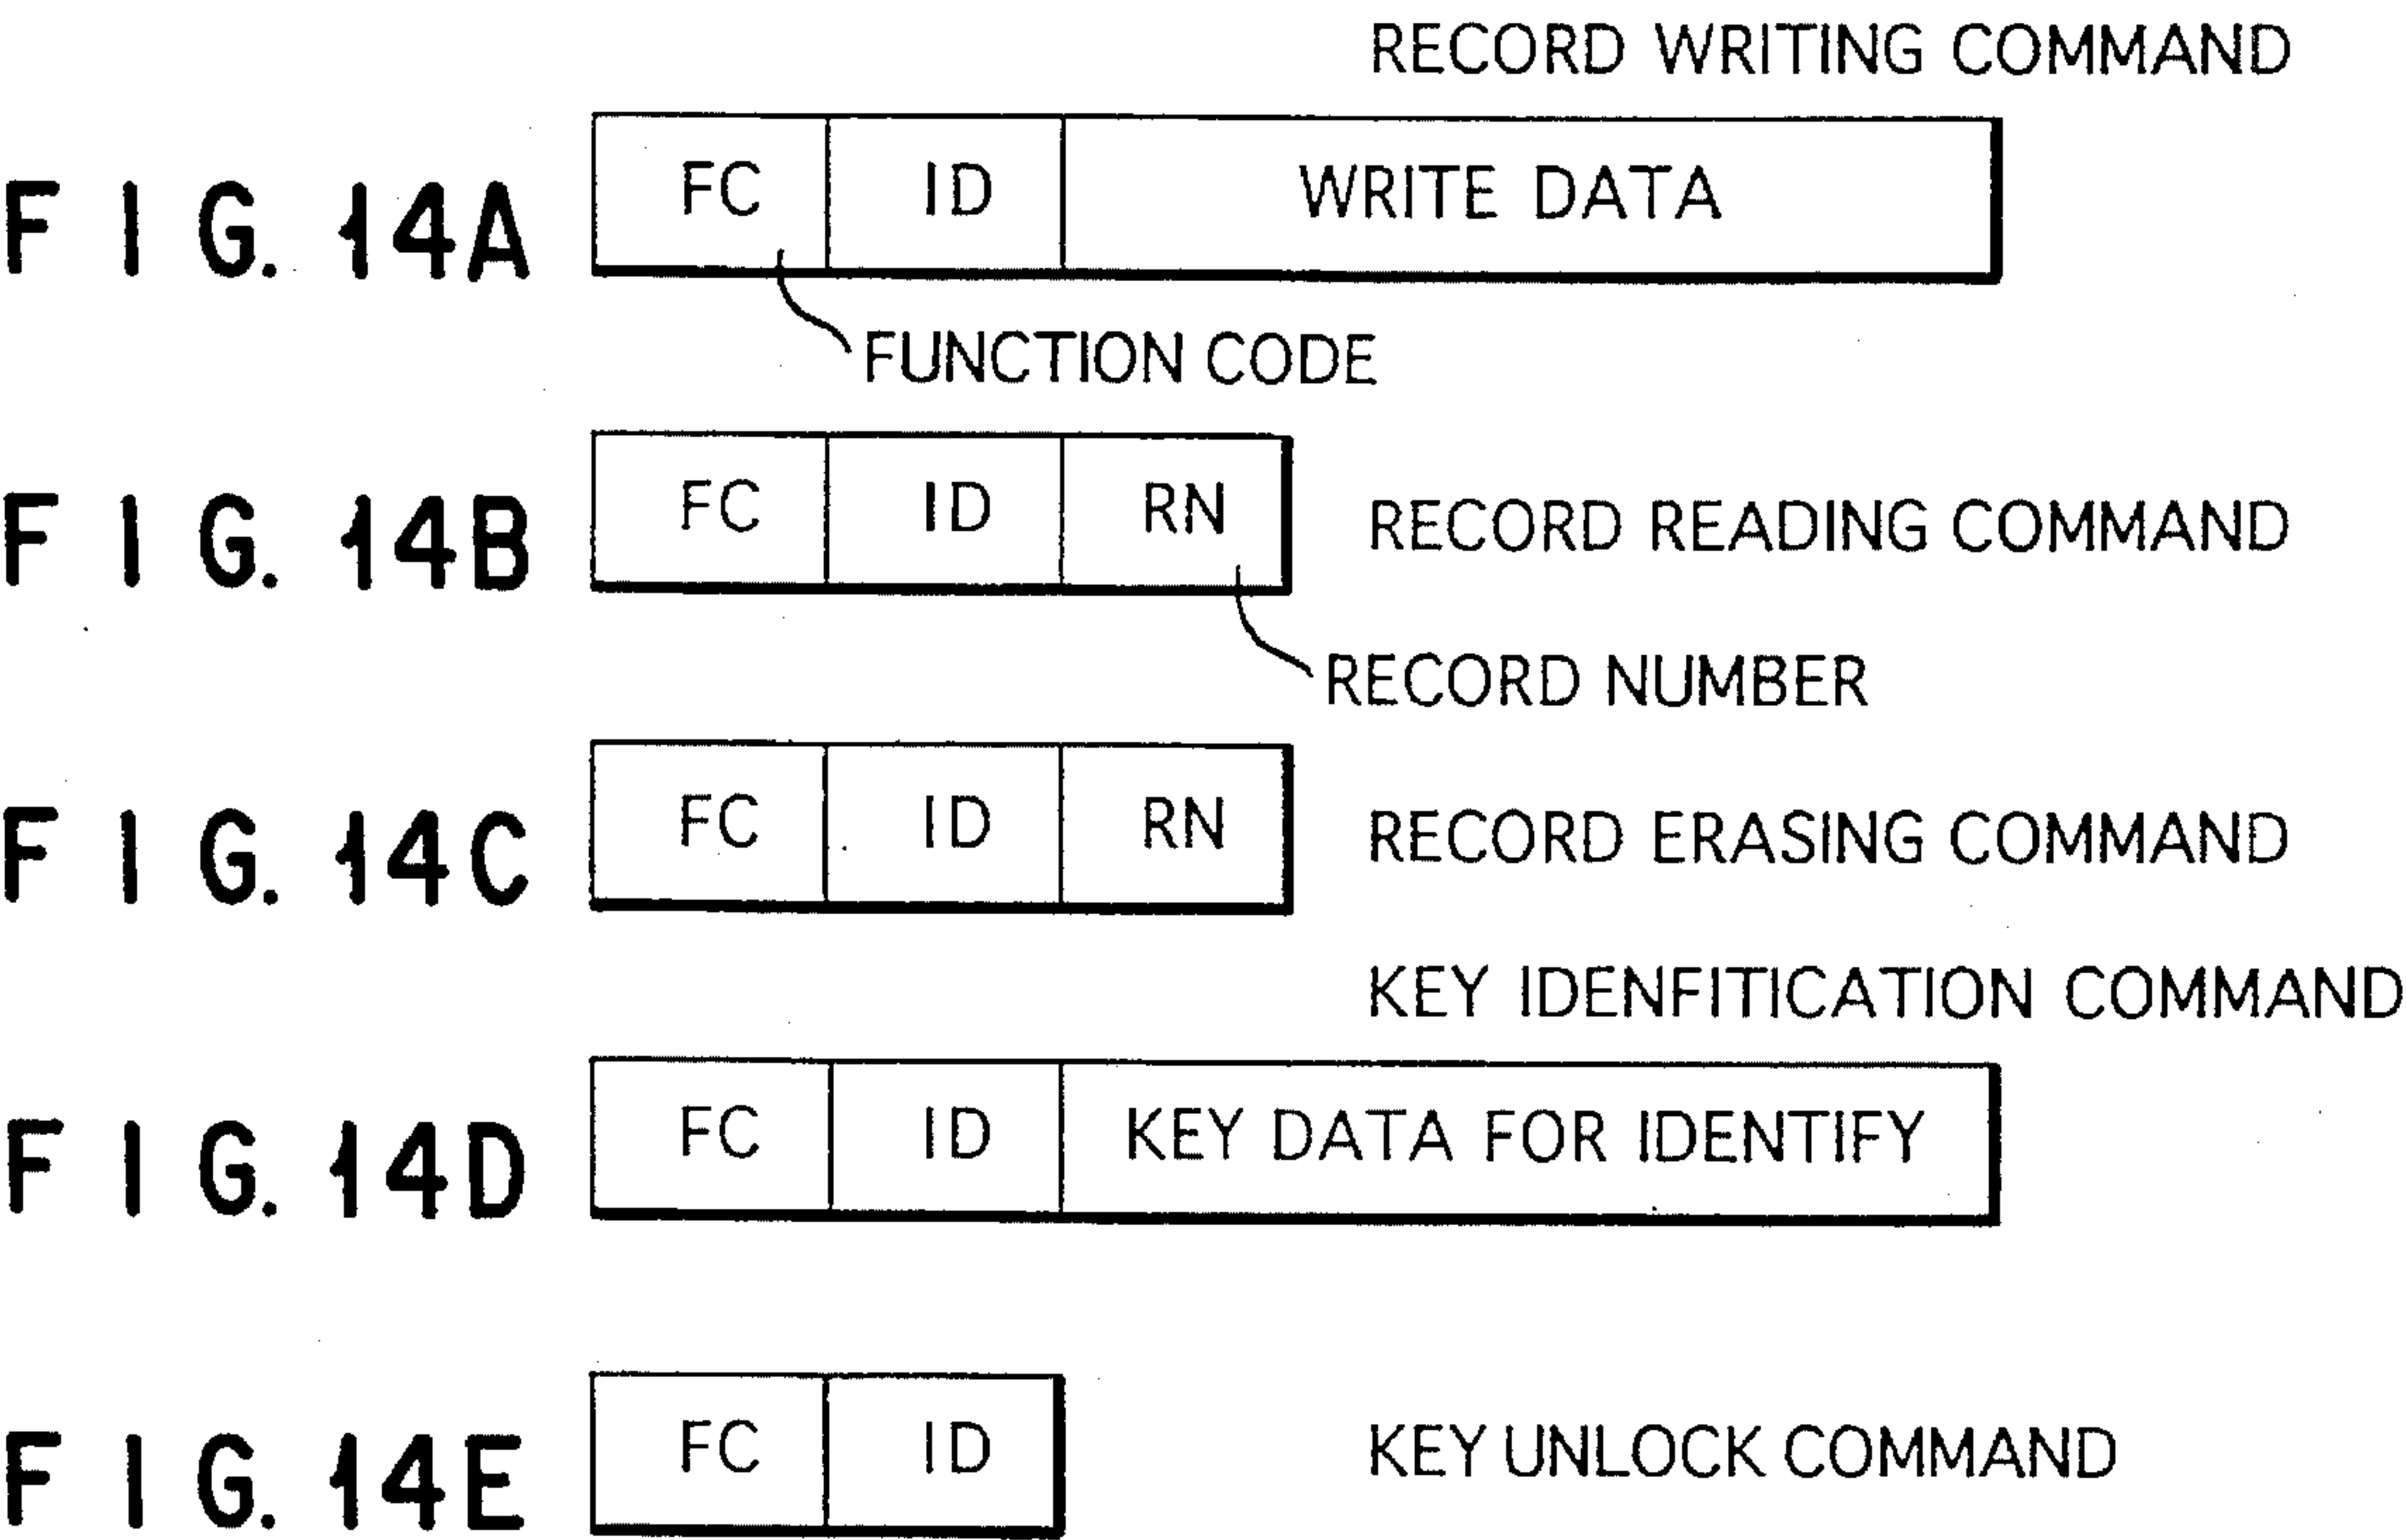 RECORD WRITING COMMAND
FIG. 14A FC ID WRITE DATA
FUNCTION CODE
FIG. 14B FC ID RN RECORD READING COMMAND
RECORD NUMBER
FIG. 14C FC ID RN RECORD ERASING COMMAND
KEY IDENFITICATION COMMAND
FIG. 14D FC ID KEY DATA FOR IDENTIFY
FIG. 14E FC ID KEY UNLOCK COMMAND